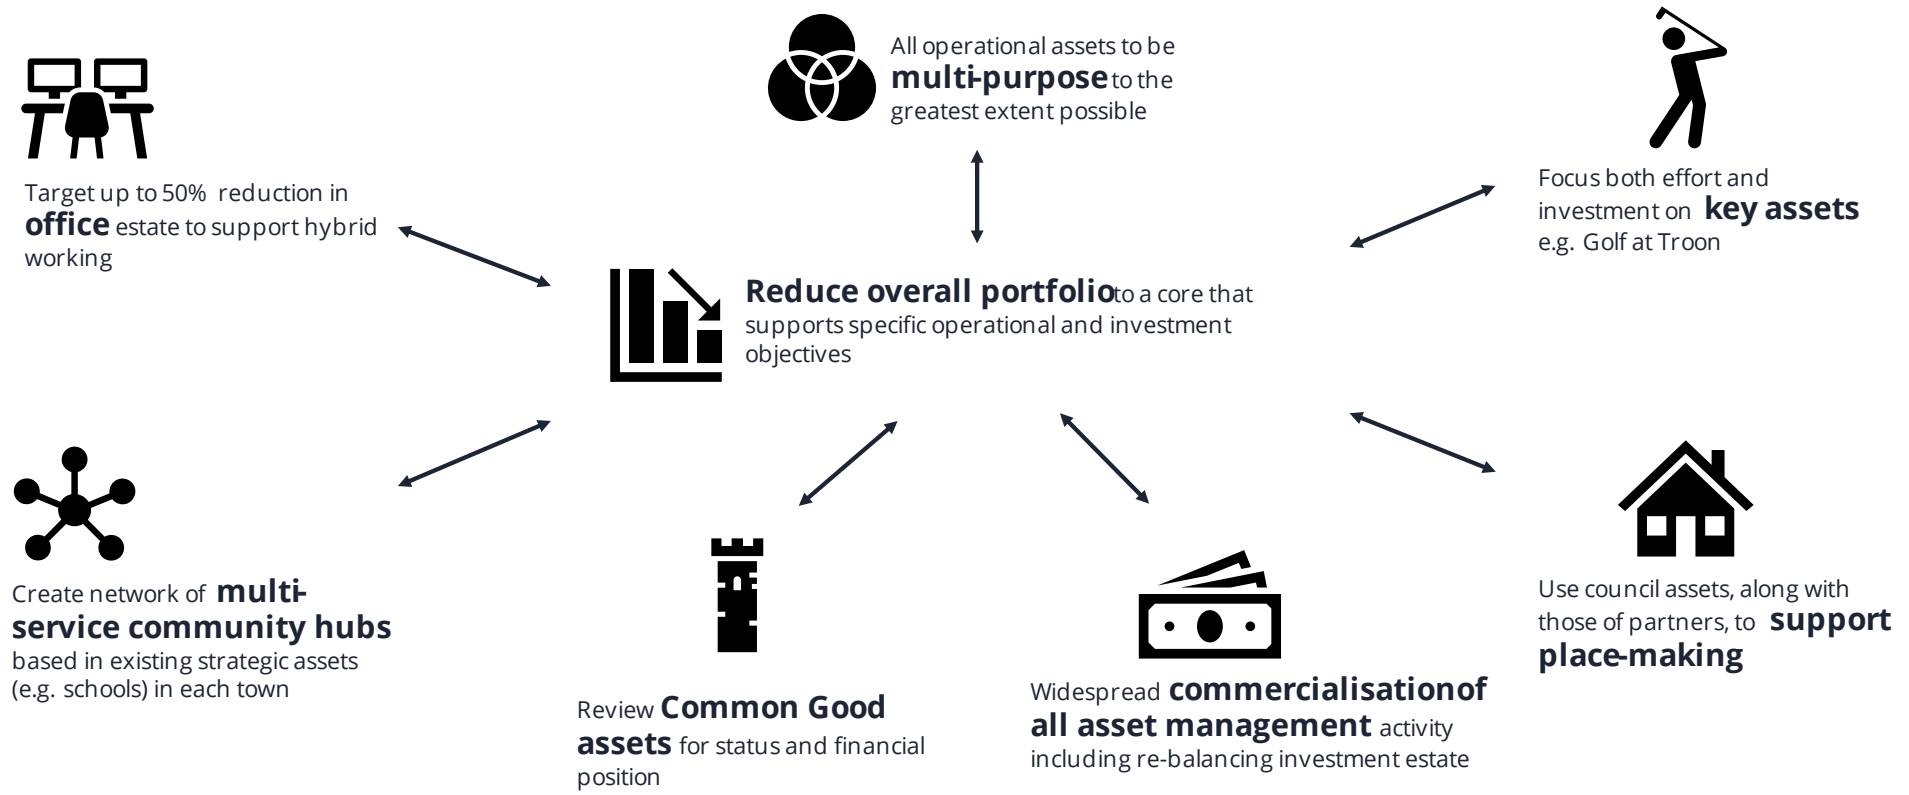 All operational assets to be
multi-purpose to the
greatest extent possible
Target up to 50% reduction in
office estate to support hybrid
working
Focus both effort and
investment on key assets
e.g. Golf at Troon
Reduce overall portfolio to a core that
supports specific operational and investment
objectives
Create network of multi-
service community hubs
based in existing strategic assets
(e.g. schools) in each town
Review Common Good
assets for status and financial
position
Widespread commercialisation of
all asset management activity
including re-balancing investment estate
Use council assets, along with
those of partners, to support
place-making